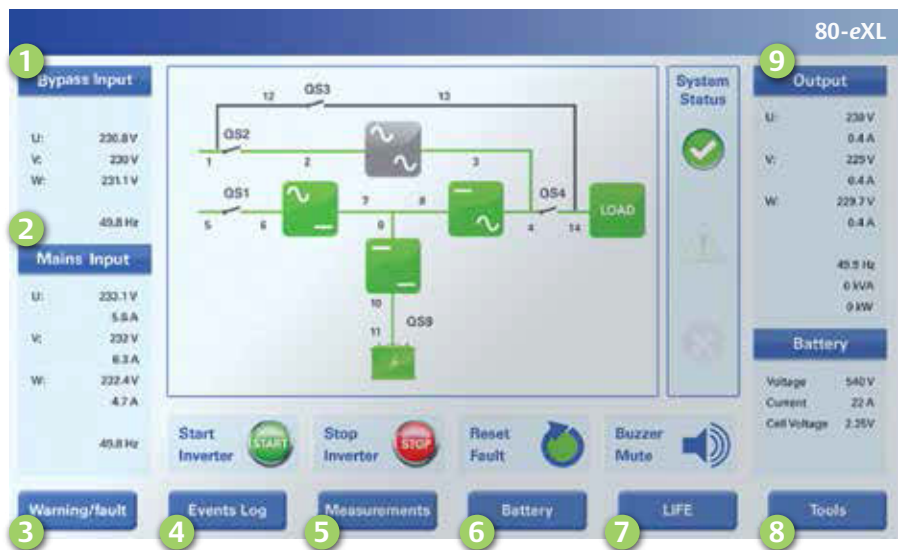 80-eXL
1
Bypass Input
U: 230.8V
V: 230 V
W: 231.1 V
49.8 Hz
2
Mains Input
U: 233.1 V
5.8 A
V: 232 V
6.3 A
W: 232.4 V
4.7 A
49.8 Hz
12 QS3 13
QS2
1 2 3
QS1 7 8 QS4 LOAD
5 6 9 4 14
10
11 QS9
System
Status
9
Output
U: 230 V
0.4 A
V: 225 V
0.4 A
W: 229.7 V
0.4 A
49.9 Hz
0 kVA
0 kW
Battery
Voltage 540 V
Current 22 A
Cell Voltage 2.25V
Start
Inverter
START
Stop
Inverter
STOP
Reset
Fault
Buzzer
Mute
Warning/fault
3
Events Log
4
Measurements
5
Battery
6
LIFE
7
Tools
8